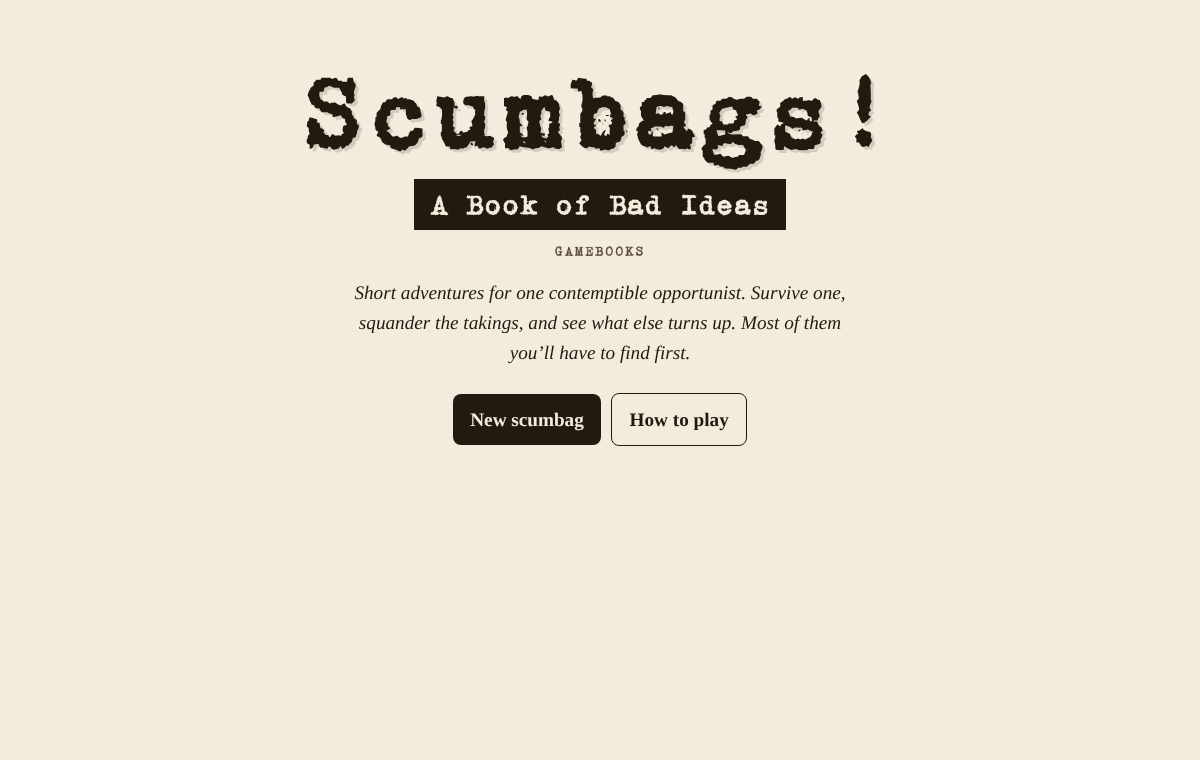 Scumbags!
A Book of Bad Ideas
GAMEBOOKS
Short adventures for one contemptible opportunist. Survive one,
squander the takings, and see what else turns up. Most of them
you’ll have to find first.
New scumbag How to play